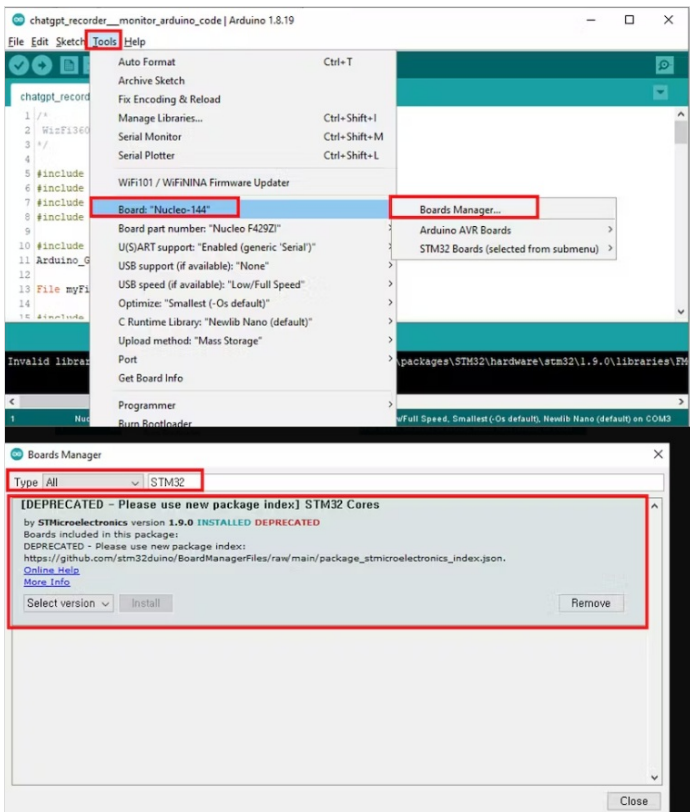 chatgpt_recorder__monitor_arduino_code | Arduino 1.8.19
File Edit Sketch Tools Help
Auto Format Ctrl+T
Archive Sketch
chatgpt_record Fix Encoding & Reload
1 /* Manage Libraries... Ctrl+Shift+I
2 WizFi360 Serial Monitor Ctrl+Shift+M
3 */ Serial Plotter Ctrl+Shift+L
4
5 #include WiFi101 / WiFiNINA Firmware Updater
6 #include
7 #include Board: "Nucleo-144" Boards Manager...
8 #include Board part number: "Nucleo F429ZI" Arduino AVR Boards
9 U(S)ART support: "Enabled (generic 'Serial')" STM32 Boards (selected from submenu)
10 #include
11 Arduino_G USB support (if available): "None"
12 USB speed (if available): "Low/Full Speed"
13 File myFi Optimize: "Smallest (-Os default)"
14 C Runtime Library: "Newlib Nano (default)"
15 #include Upload method: "Mass Storage"
Invalid librar Port \packages\STM32\hardware\stm32\1.9.0\libraries\FM
Get Board Info
Programmer
1 Nuc Burn Bootloader w/Full Speed, Smallest (-Os default), Newlib Nano (default) on COM3
Boards Manager
Type All STM32
[DEPRECATED - Please use new package index] STM32 Cores
by STMicroelectronics version 1.9.0 INSTALLED DEPRECATED
Boards included in this package:
DEPRECATED - Please use new package index:
https://github.com/stm32duino/BoardManagerFiles/raw/main/package_stmicroelectronics_index.json.
Online Help
More Info
Select version Install Remove
Close